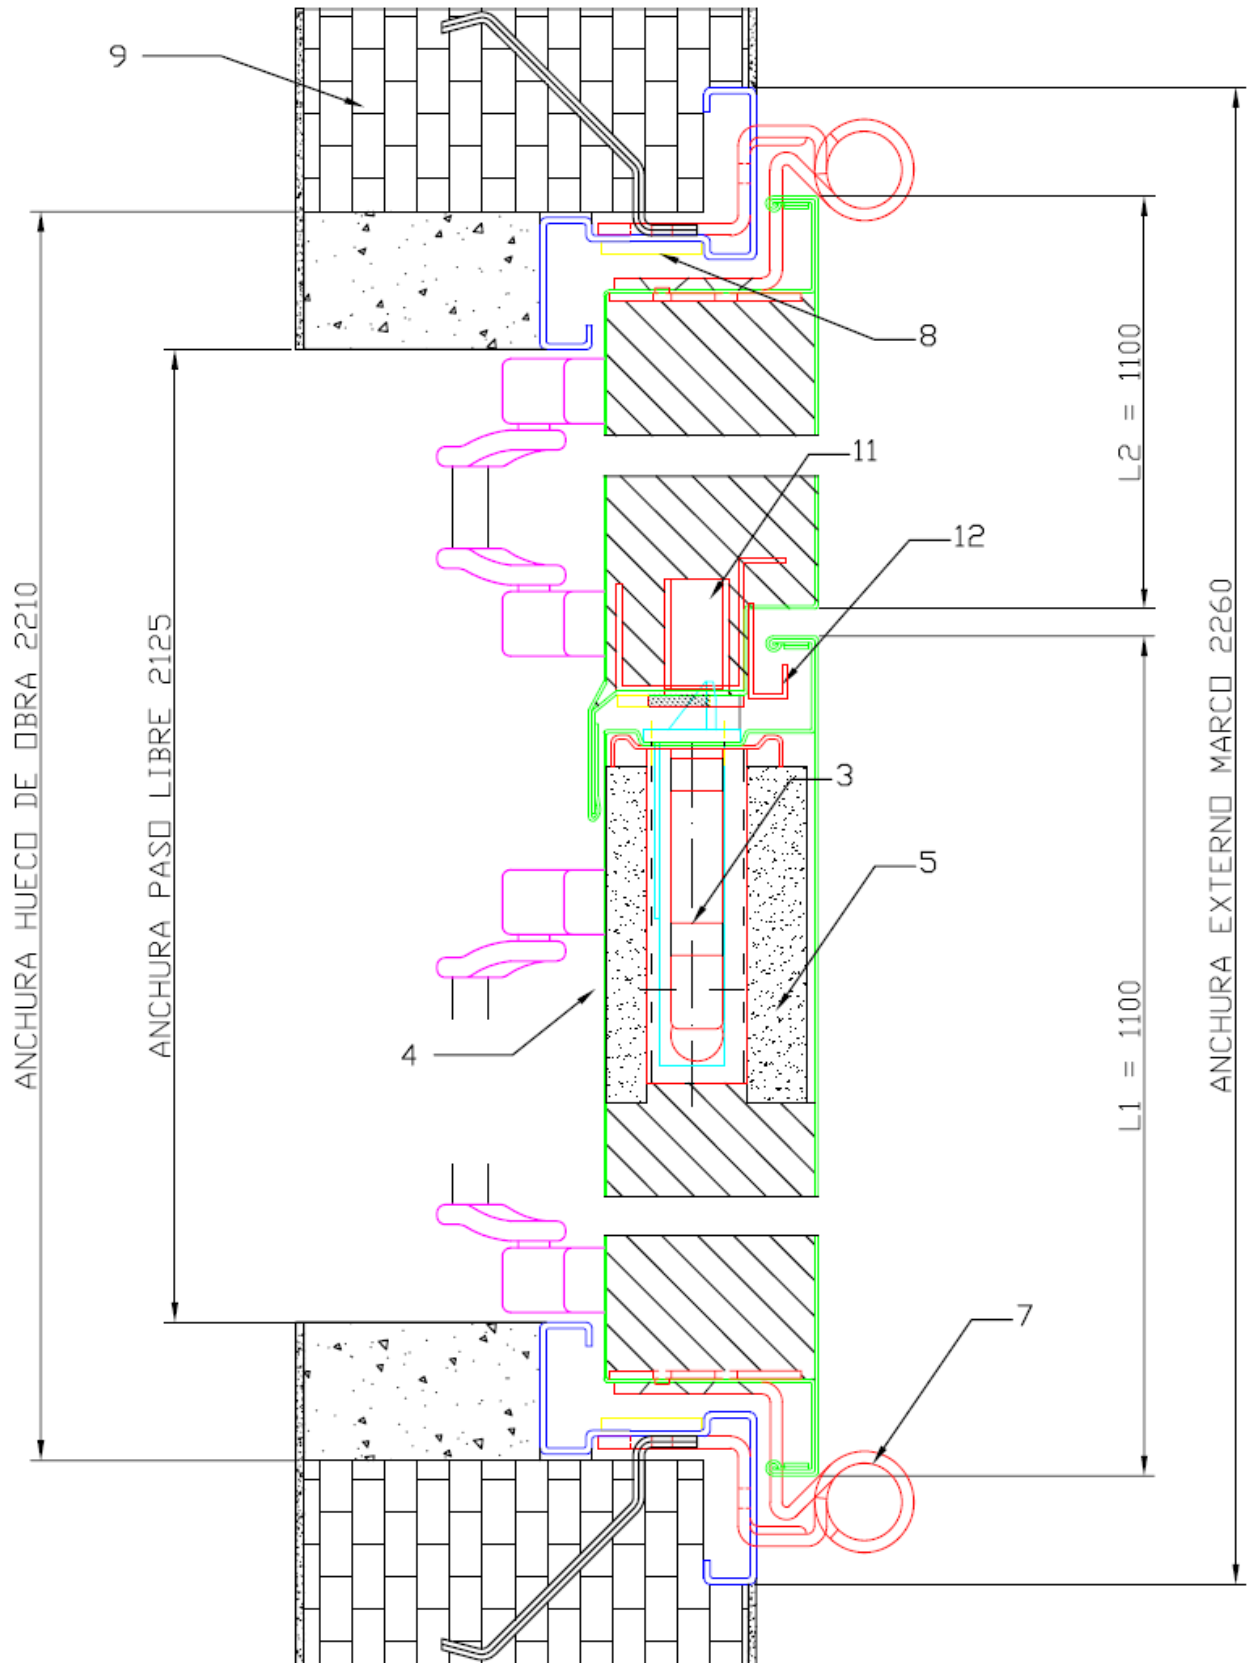 9
8
L2 = 1100
11
12
ANCHURA HUECO DE OBRA 2210
ANCHURA PASO LIBRE 2125
ANCHURA EXTERNO MARCO 2260
3
5
4
L1 = 1100
7